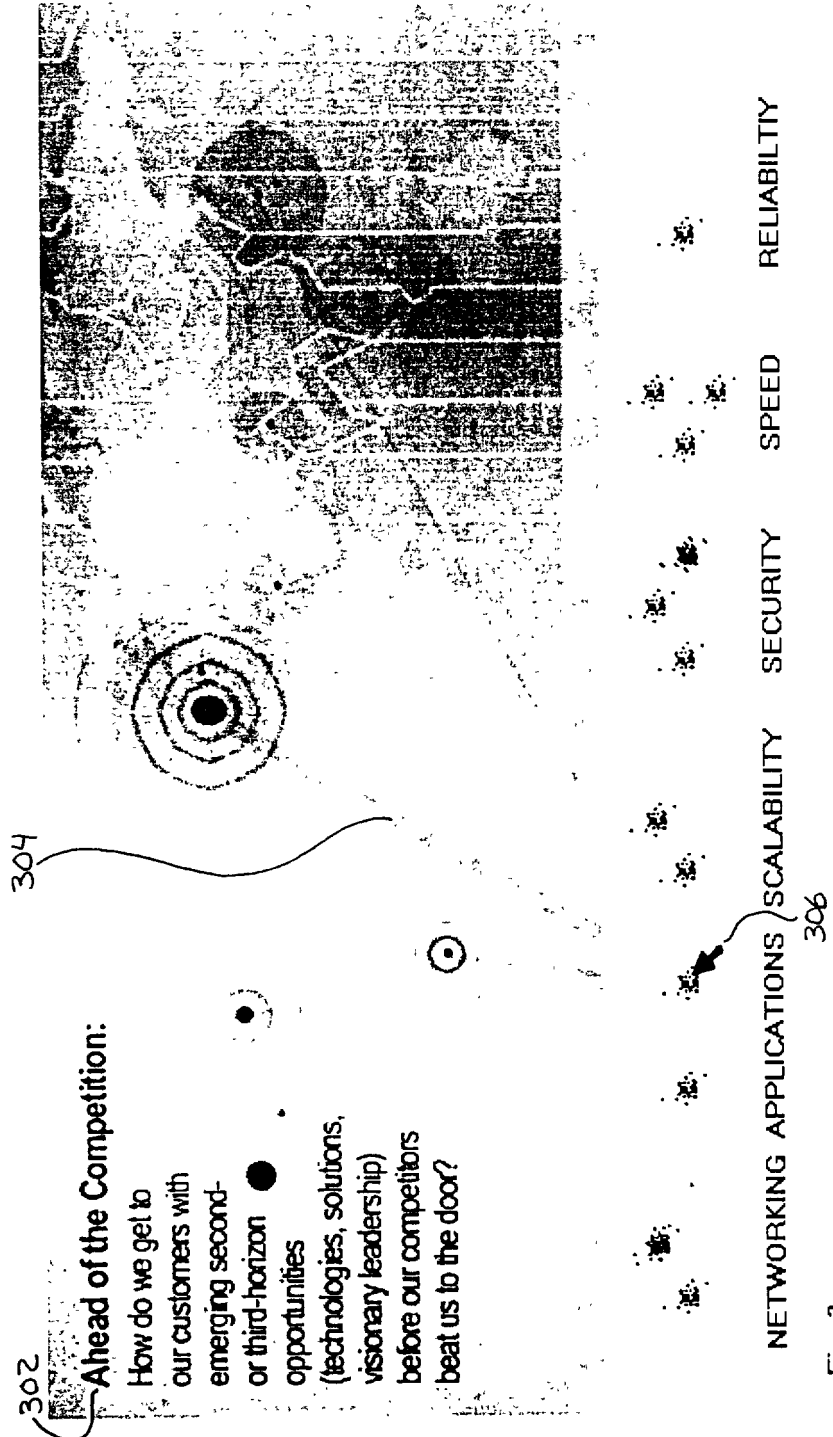 302
Ahead of the Competition:
How do we get to
our customers with
emerging second-
or third-horizon
opportunities
(technologies, solutions,
visionary leadership)
before our competitors
beat us to the door?
304
306
NETWORKING APPLICATIONS SCALABILITY SECURITY SPEED RELIABILTIY